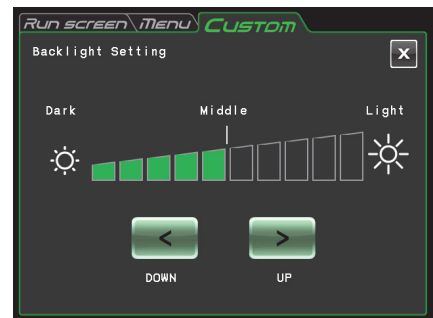 Run screen Menu Custom
Backlight Setting X
Dark Middle Light
< >
DOWN UP